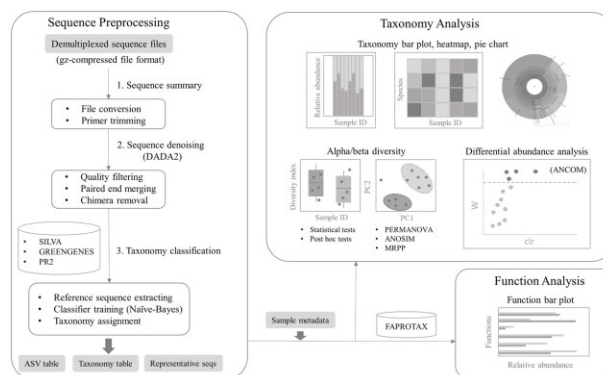 Sequence Preprocessing
Demultiplexed sequence files
(gz-compressed file format)
1. Sequence summary
• File conversion
• Primer trimming
2. Sequence denoising
(DADA2)
• Quality filtering
• Paired end merging
• Chimera removal
• SILVA
• GREENGENES
• PR2
3. Taxonomy classification
• Reference sequence extracting
• Classifier training (Naïve-Bayes)
• Taxonomy assignment
ASV table
Taxonomy table
Representative seqs
Taxonomy Analysis
Taxonomy bar plot, heatmap, pie chart
Relative abundance
Sample ID
Species
Sample ID
Alpha/beta diversity
Diversity index
Sample ID
• Statistical tests
• Post hoc tests
PC2
PC1
• PERMANOVA
• ANOSIM
• MRPP
Differential abundance analysis
(ANCOM)
W
clr
Sample metadata
FAPROTAX
Function Analysis
Function bar plot
Functions
Relative abundance